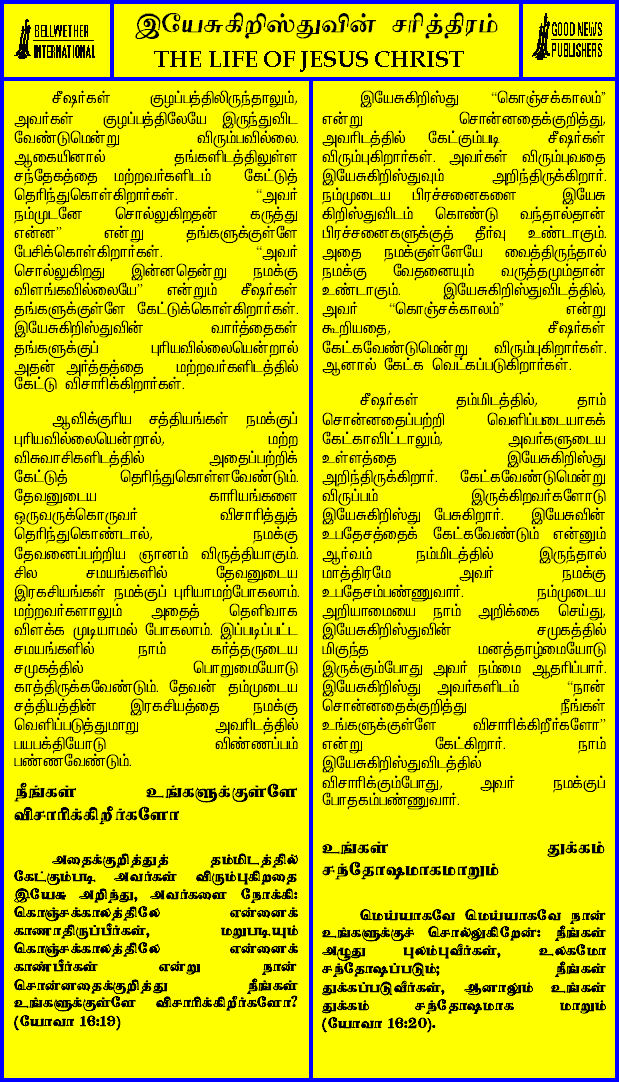 BELLWETHER
INTERNATIONAL
இயேசுகிறிஸ்துவின் சரித்திரம்
THE LIFE OF JESUS CHRIST
GOOD NEWS
PUBLISHERS
சீஷர்கள் குழப்பத்திலிருந்தாலும்,
அவர்கள் குழப்பத்திலேயே இருந்துவிட
வேண்டுமென்று விரும்பவில்லை.
ஆகையினால் தங்களிடத்திலுள்ள
சந்தேகத்தை மற்றவர்களிடம் கேட்டுத்
தெரிந்துகொள்கிறார்கள். “அவர்
நம்முடனே சொல்லுகிறதன் கருத்து
என்ன” என்று தங்களுக்குள்ளே
பேசிக்கொள்கிறார்கள். “அவர்
சொல்லுகிறது இன்னதென்று நமக்கு
விளங்கவில்லையே” என்றும் சீஷர்கள்
தங்களுக்குள்ளே கேட்டுக்கொள்கிறார்கள்.
இயேசுகிறிஸ்துவின் வார்த்தைகள்
தங்களுக்குப் புரியவில்லையென்றால்
அதன் அர்த்தத்தை மற்றவர்களிடத்தில்
கேட்டு விசாரிக்கிறார்கள்.
ஆவிக்குரிய சத்தியங்கள் நமக்குப்
புரியவில்லையென்றால், மற்ற
விசுவாசிகளிடத்தில் அதைப்பற்றிக்
கேட்டுத் தெரிந்துகொள்ளவேண்டும்.
தேவனுடைய காரியங்களை
ஒருவருக்கொருவர் விசாரித்துத்
தெரிந்துகொண்டால், நமக்கு
தேவனைப்பற்றிய ஞானம் விருத்தியாகும்.
சில சமயங்களில் தேவனுடைய
இரகசியங்கள் நமக்குப் புரியாமற்போகலாம்.
மற்றவர்களாலும் அதைத் தெளிவாக
விளக்க முடியாமல் போகலாம். இப்படிப்பட்ட
சமயங்களில் நாம் கர்த்தருடைய
சமுகத்தில் பொறுமையோடு
காத்திருக்கவேண்டும். தேவன் தம்முடைய
சத்தியத்தின் இரகசியத்தை நமக்கு
வெளிப்படுத்துமாறு அவரிடத்தில்
பயபக்தியோடு விண்ணப்பம்
பண்ணவேண்டும்.
நீங்கள் உங்களுக்குள்ளே
விசாரிக்கிறீர்களோ
அதைக்குறித்துத் தம்மிடத்தில்
கேட்கும்படி அவர்கள் விரும்புகிறதை
இயேசு அறிந்து, அவர்களை நோக்கி:
கொஞ்சக்காலத்திலே என்னைக்
காணாதிருப்பீர்கள், மறுபடியும்
கொஞ்சக்காலத்திலே என்னைக்
காண்பீர்கள் என்று நான்
சொன்னதைக்குறித்து நீங்கள்
உங்களுக்குள்ளே விசாரிக்கிறீர்களோ?
(யோவா 16:19)
இயேசுகிறிஸ்து “கொஞ்சக்காலம்”
என்று சொன்னதைக்குறித்து,
அவரிடத்தில் கேட்கும்படி சீஷர்கள்
விரும்புகிறார்கள். அவர்கள் விரும்புவதை
இயேசுகிறிஸ்துவும் அறிந்திருக்கிறார்.
நம்முடைய பிரச்சனைகளை இயேசு
கிறிஸ்துவிடம் கொண்டு வந்தால்தான்
பிரச்சனைகளுக்குத் தீர்வு உண்டாகும்.
அதை நமக்குள்ளேயே வைத்திருந்தால்
நமக்கு வேதனையும் வருத்தமும்தான்
உண்டாகும். இயேசுகிறிஸ்துவிடத்தில்,
அவர் “கொஞ்சக்காலம்” என்று
கூறியதை, சீஷர்கள்
கேட்கவேண்டுமென்று விரும்புகிறார்கள்.
ஆனால் கேட்க வெட்கப்படுகிறார்கள்.
சீஷர்கள் தம்மிடத்தில், தாம்
சொன்னதைப்பற்றி வெளிப்படையாகக்
கேட்காவிட்டாலும், அவர்களுடைய
உள்ளத்தை இயேசுகிறிஸ்து
அறிந்திருக்கிறார். கேட்கவேண்டுமென்று
விருப்பம் இருக்கிறவர்களோடு
இயேசுகிறிஸ்து பேசுகிறார். இயேசுவின்
உபதேசத்தைக் கேட்கவேண்டும் என்னும்
ஆர்வம் நம்மிடத்தில் இருந்தால்
மாத்திரமே அவர் நமக்கு
உபதேசம்பண்ணுவார். நம்முடைய
அறியாமையை நாம் அறிக்கை செய்து,
இயேசுகிறிஸ்துவின் சமுகத்தில்
மிகுந்த மனத்தாழ்மையோடு
இருக்கும்போது அவர் நம்மை ஆதரிப்பார்.
இயேசுகிறிஸ்து அவர்களிடம் “நான்
சொன்னதைக்குறித்து நீங்கள்
உங்களுக்குள்ளே விசாரிக்கிறீர்களோ”
என்று கேட்கிறார். நாம்
இயேசுகிறிஸ்துவிடத்தில்
விசாரிக்கும்போது, அவர் நமக்குப்
போதகம்பண்ணுவார்.
உங்கள் துக்கம்
சந்தோஷமாகமாறும்
மெய்யாகவே மெய்யாகவே நான்
உங்களுக்குச் சொல்லுகிறேன்: நீங்கள்
அழுது புலம்புவீர்கள், உலகமோ
சந்தோஷப்படும்; நீங்கள்
துக்கப்படுவீர்கள், ஆனாலும் உங்கள்
துக்கம் சந்தோஷமாக மாறும்
(யோவா 16:20).